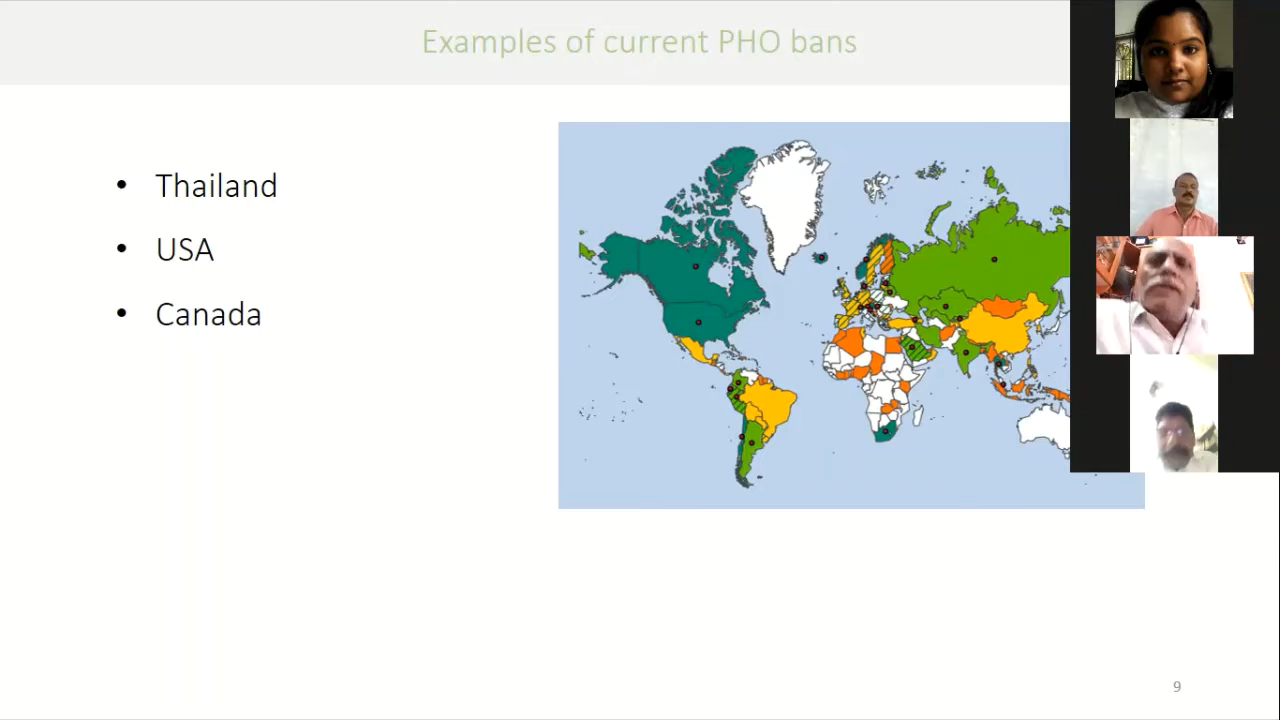 Examples of current PHO bans
• Thailand
• USA
• Canada
9